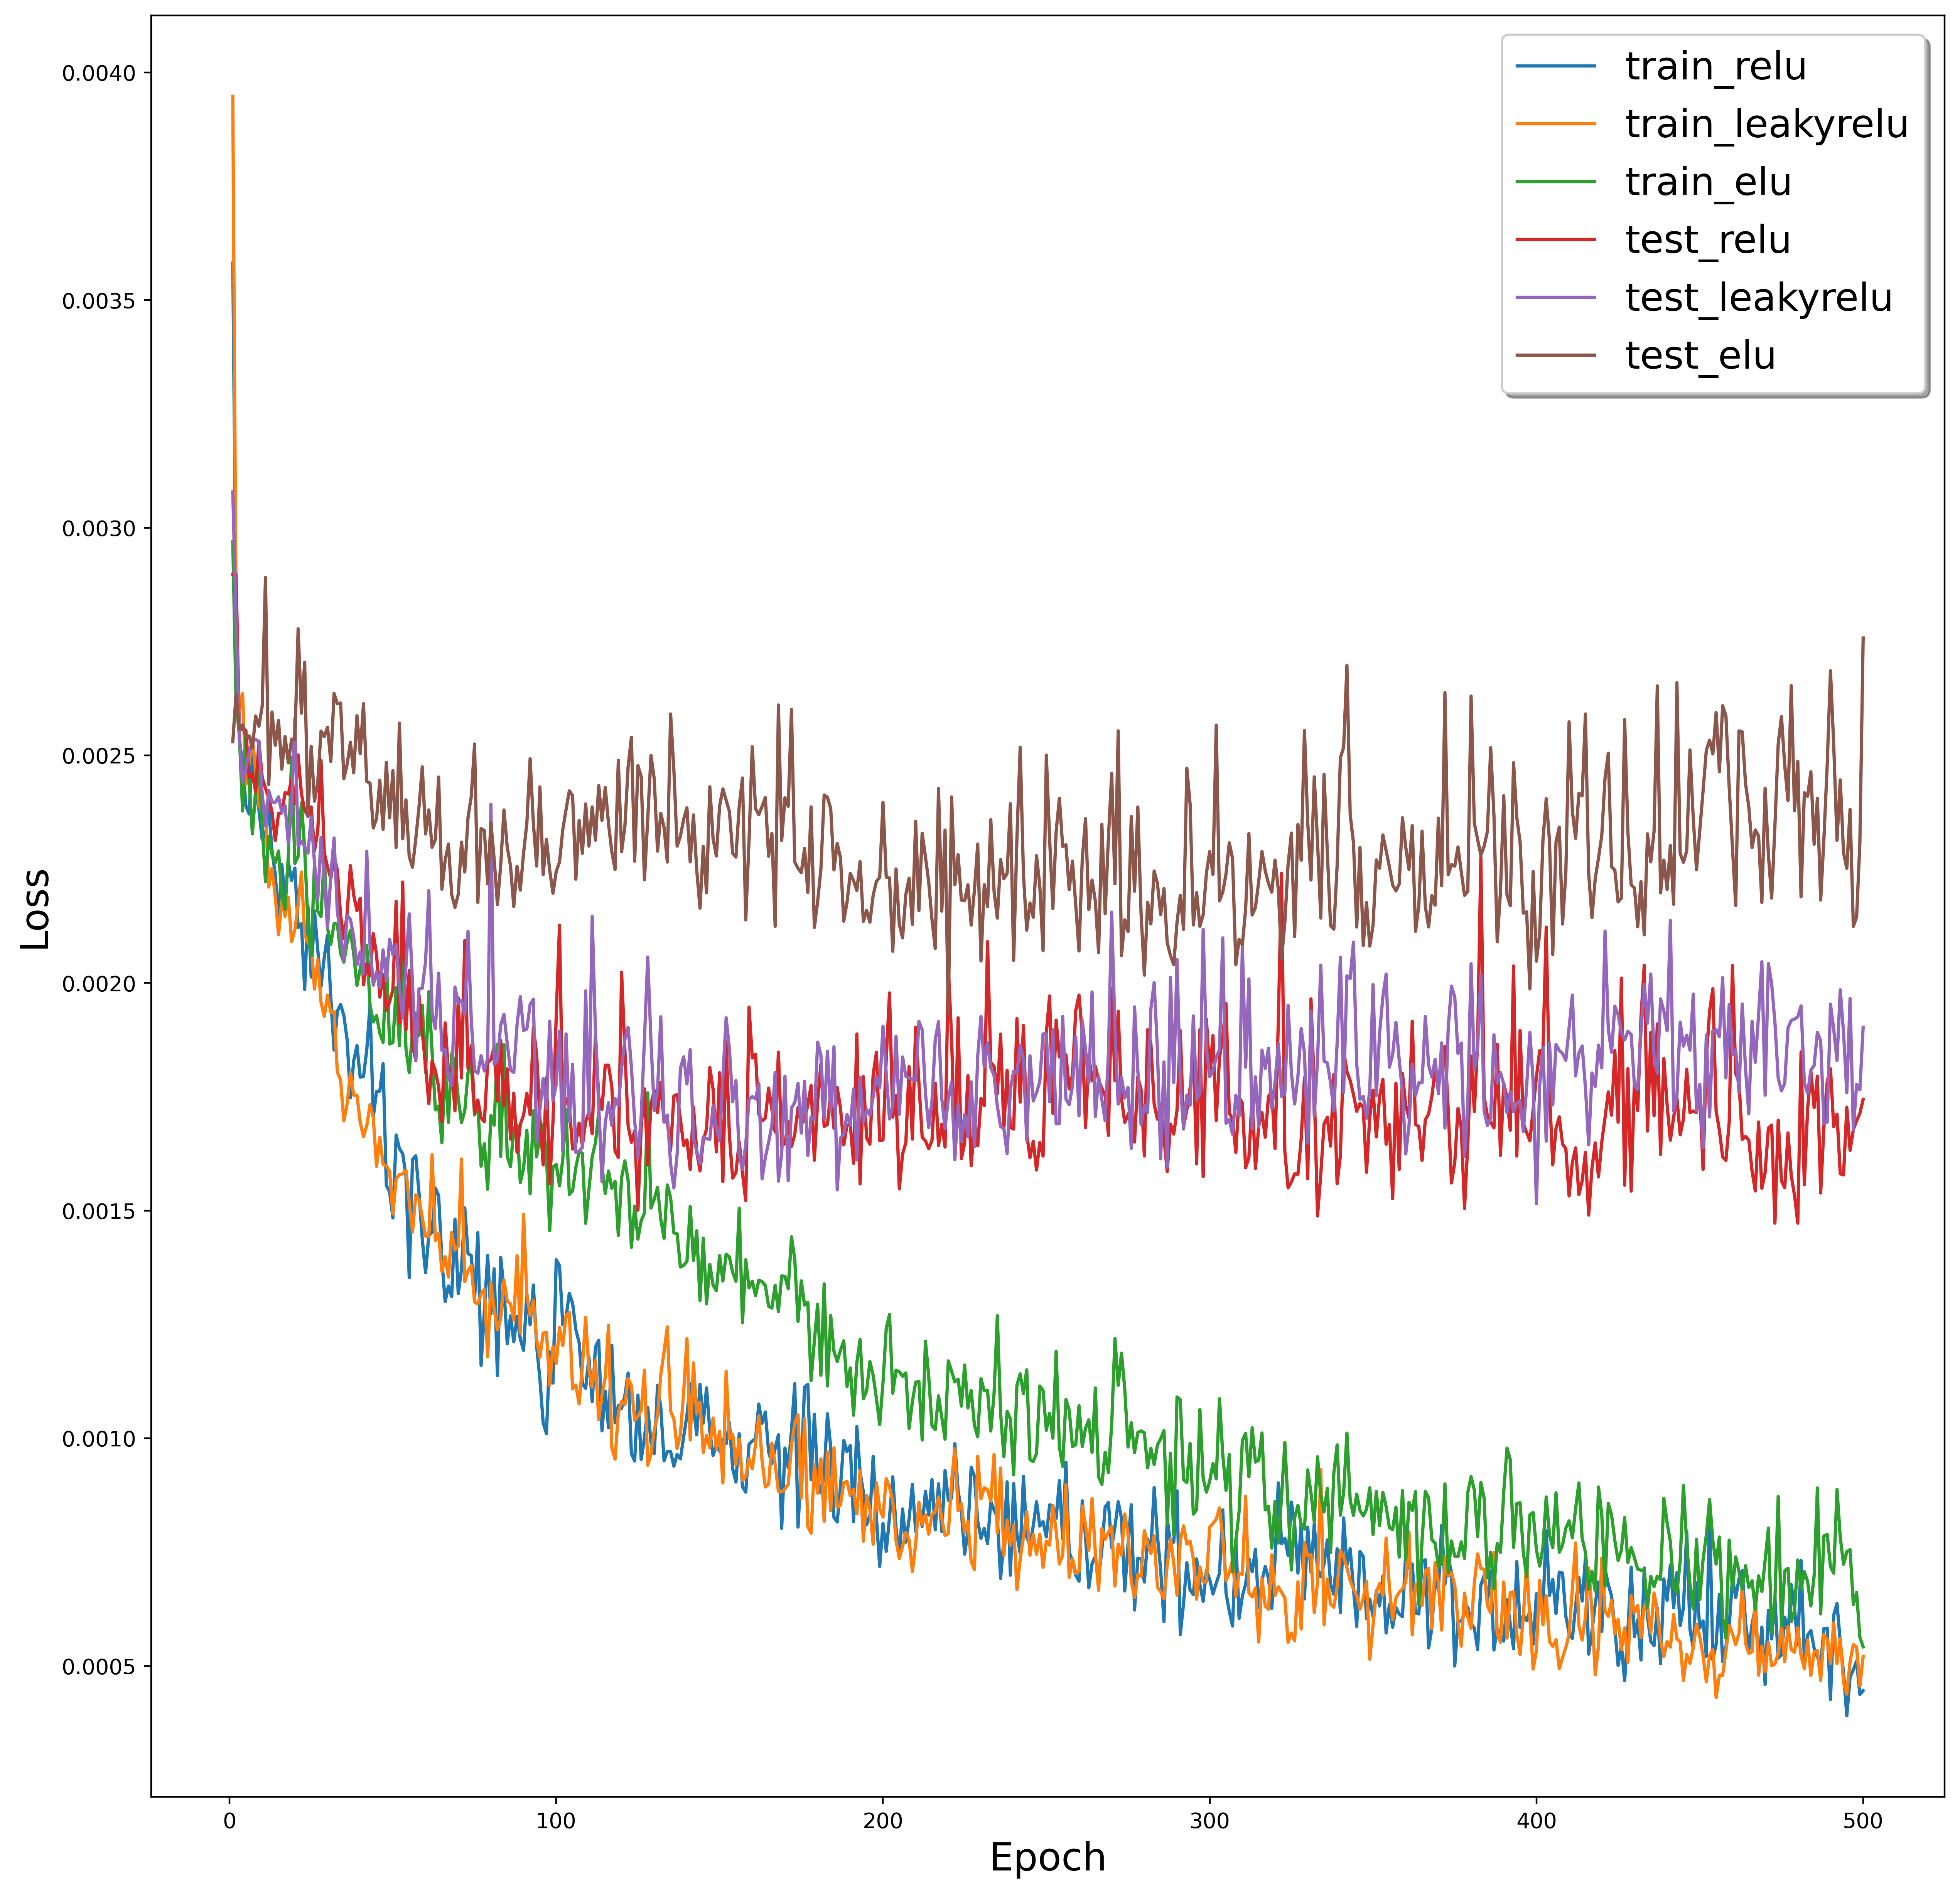 0.0040
0.0035
0.0030
0.0025
0.0020
0.0015
0.0010
0.0005
Loss
train_relu
train_leakyrelu
train_elu
test_relu
test_leakyrelu
test_elu
0 100 200 300 400 500
Epoch